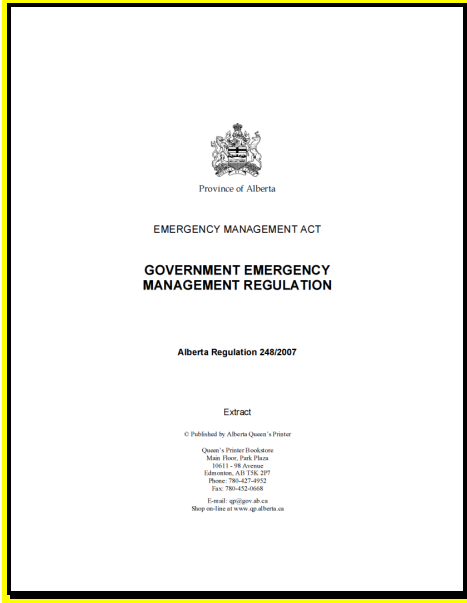 Province of Alberta
EMERGENCY MANAGEMENT ACT
GOVERNMENT EMERGENCY
MANAGEMENT REGULATION
Alberta Regulation 248/2007
Extract
© Published by Alberta Queen's Printer
Queen's Printer Bookstore
Main Floor, Park Plaza
10611 - 98 Avenue
Edmonton, AB T5K 2P7
Phone: 780-427-4952
Fax: 780-452-0668
E-mail: qp@gov.ab.ca
Shop on-line at www.qp.alberta.ca